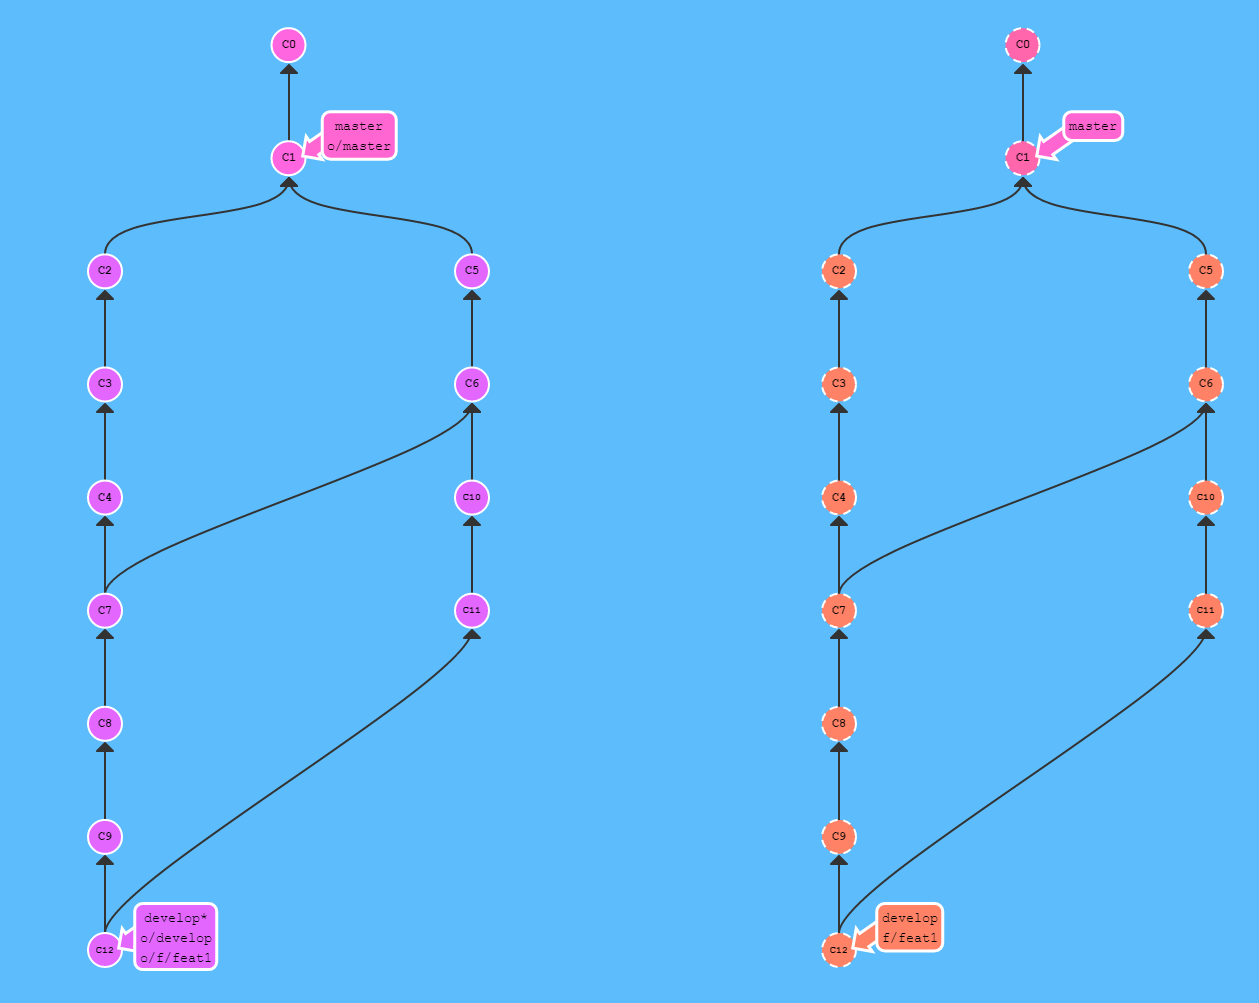 C0
master
o/master
C1
C2
C5
C3
C6
C4
C10
C7
C11
C8
C9
develop*
o/develop
o/f/feat1
C12
C0
master
C1
C2
C5
C3
C6
C4
C10
C7
C11
C8
C9
develop
f/feat1
C12